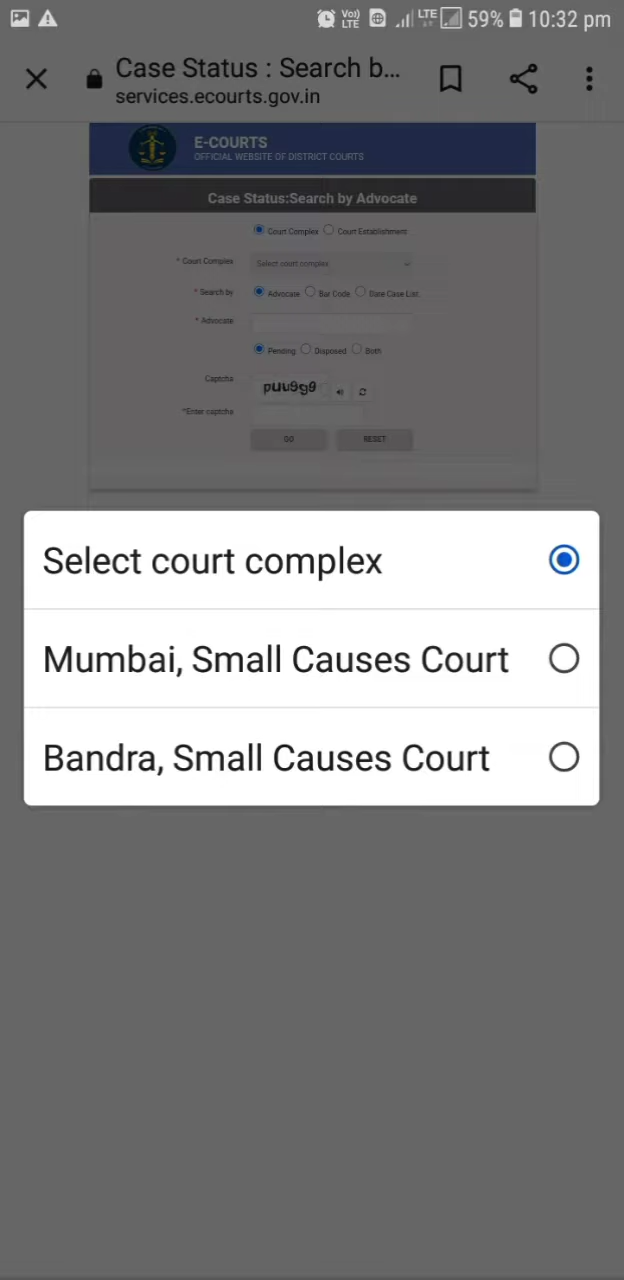 Vo) LTE LTE 59% 10:32 pm
Case Status : Search b...
services.ecourts.gov.in
E-COURTS
OFFICIAL WEBSITE OF DISTRICT COURTS
Case Status:Search by Advocate
Court Complex Court Establishment
* Court Complex Select court complex
* Search by Advocate Bar Code Date Case List
* Advocate
Pending Disposed Both
Captcha puu9g9
*Enter captcha
GO RESET
Select court complex
Mumbai, Small Causes Court
Bandra, Small Causes Court